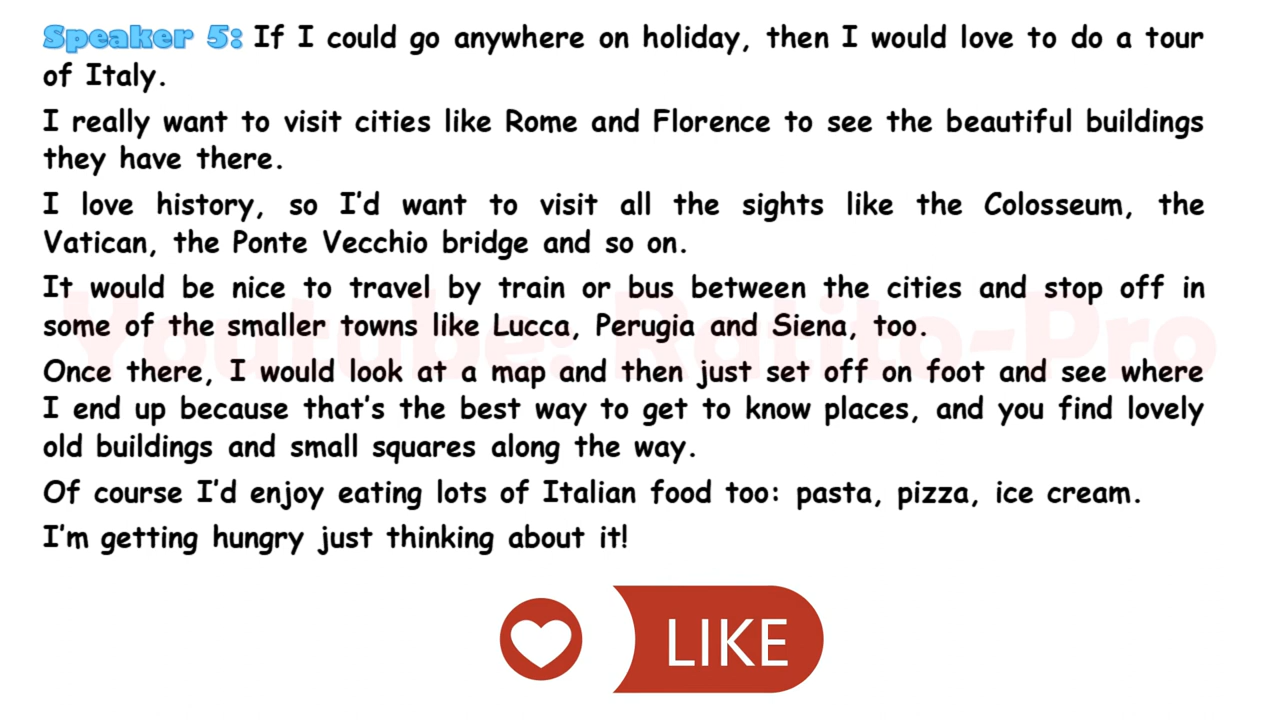 Speaker 5: If I could go anywhere on holiday, then I would love to do a tour
of Italy.
I really want to visit cities like Rome and Florence to see the beautiful buildings
they have there.
I love history, so I'd want to visit all the sights like the Colosseum, the
Vatican, the Ponte Vecchio bridge and so on.
It would be nice to travel by train or bus between the cities and stop off in
some of the smaller towns like Lucca, Perugia and Siena, too.
Youtube: Ratito-Pro
Once there, I would look at a map and then just set off on foot and see where
I end up because that's the best way to get to know places, and you find lovely
old buildings and small squares along the way.
Of course I'd enjoy eating lots of Italian food too: pasta, pizza, ice cream.
I'm getting hungry just thinking about it!
LIKE